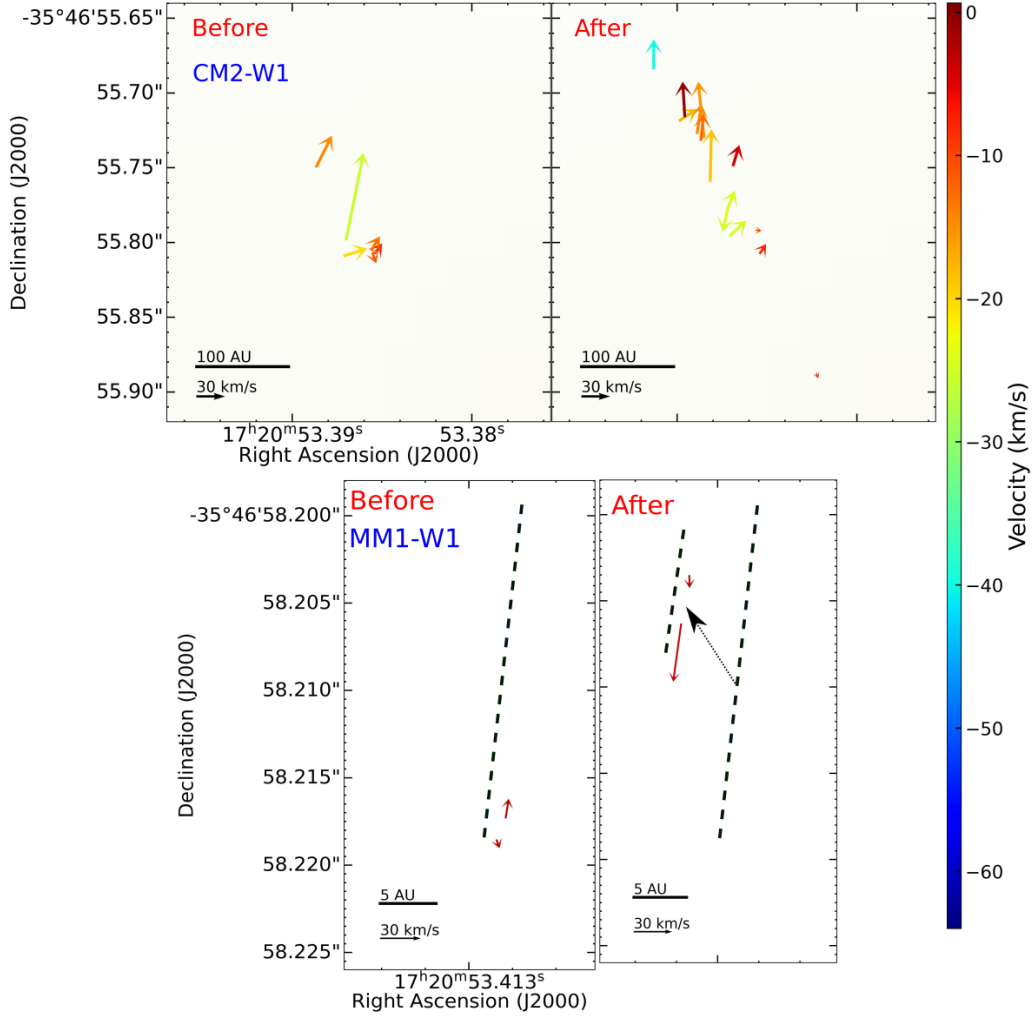 -35°46'55.65"
55.70"
55.75"
55.80"
55.85"
55.90"
Declination (J2000)
Before
CM2-W1
100 AU
30 km/s
After
100 AU
30 km/s
17ʰ20ᵐ53.39ˢ
53.38ˢ
Right Ascension (J2000)
0
−10
−20
−30
−40
−50
−60
Velocity (km/s)
-35°46'58.200"
58.205"
58.210"
58.215"
58.220"
58.225"
Declination (J2000)
Before
MM1-W1
5 AU
30 km/s
After
5 AU
30 km/s
17ʰ20ᵐ53.413ˢ
Right Ascension (J2000)